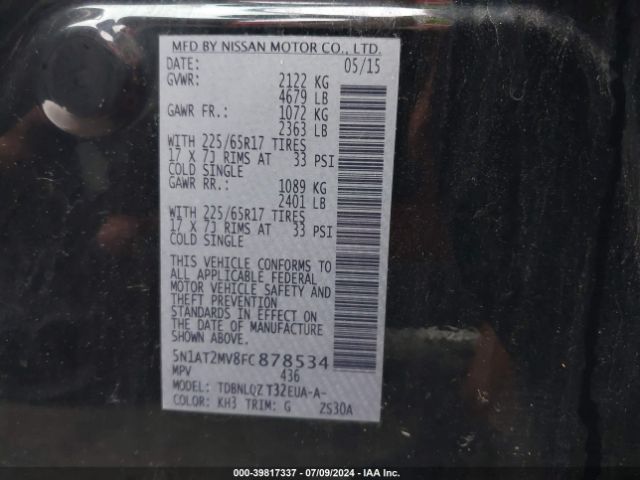 MFD BY NISSAN MOTOR CO., LTD.
DATE: 05/15
GVWR: 2122 KG
4679 LB
GAWR FR.: 1072 KG
2363 LB
WITH 225/65R17 TIRES
17 X 7J RIMS AT 33 PSI
COLD SINGLE
GAWR RR.: 1089 KG
2401 LB
WITH 225/65R17 TIRES
17 X 7J RIMS AT 33 PSI
COLD SINGLE
THIS VEHICLE CONFORMS TO
ALL APPLICABLE FEDERAL
MOTOR VEHICLE SAFETY AND
THEFT PREVENTION
STANDARDS IN EFFECT ON
THE DATE OF MANUFACTURE
SHOWN ABOVE.
5N1AT2MV8FC878534
MPV 436
MODEL: TDBNLQZ T32EUA-A-
COLOR: KH3 TRIM: G 2S30A
000-39817337 - 07/09/2024 - IAA Inc.